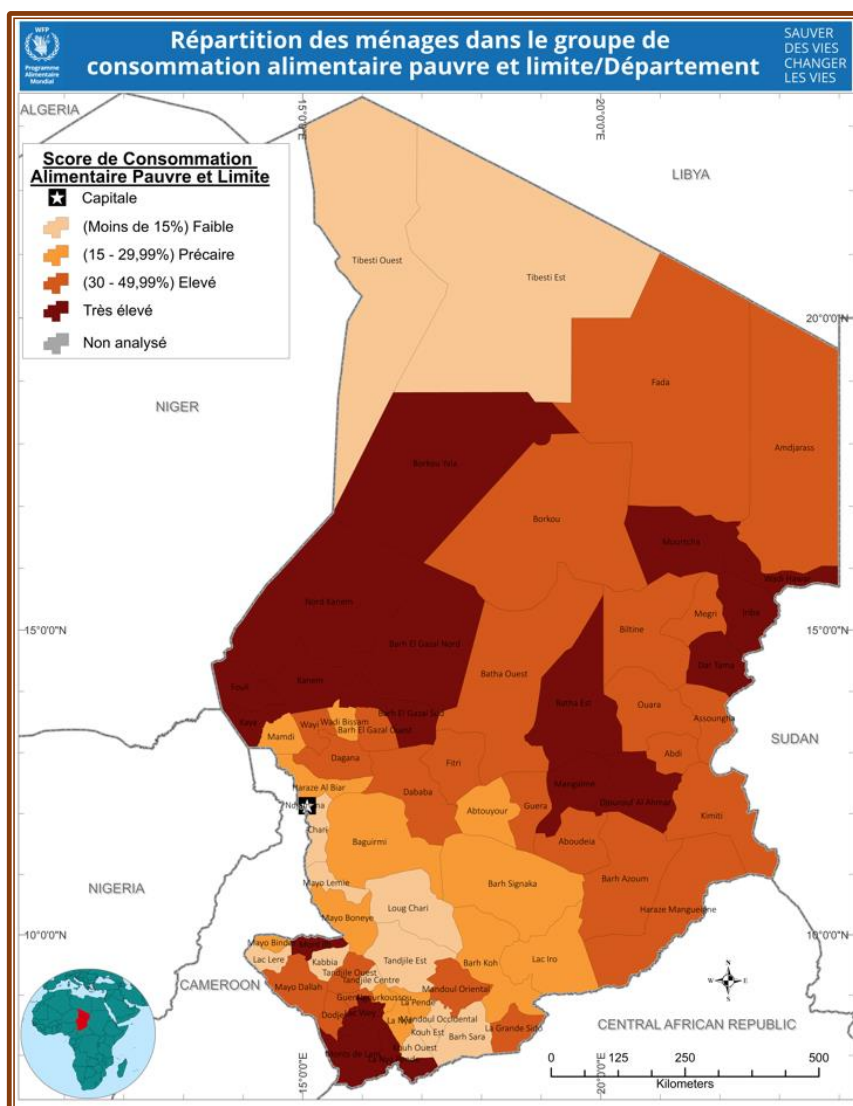 WFP
Programme
Alimentaire
Mondial
Répartition des ménages dans le groupe de
consommation alimentaire pauvre et limite/Département
SAUVER
DES VIES
CHANGER
LES VIES
ALGERIA
15°0'0"E
20°0'0"E
LIBYA
Score de Consommation
Alimentaire Pauvre et Limite
Capitale
(Moins de 15%) Faible
(15 - 29,99%) Précaire
(30 - 49,99%) Elevé
Très élevé
Non analysé
Tibesti Ouest
Tibesti Est
20°0'0"N
NIGER
Fada
Amdjarass
Borkou Yala
Borkou
Mourtcha
Wadi Hawar
Nord Kanem
Megri
Iriba
15°0'0"N
15°0'0"N
Biltine
Barh El Gazal Nord
Dar Tama
Batha Ouest
Kanem
Fouli
Batha Est
Ouara
Kaya
Barh El Gazal Sud
Assoungha
Wayi
Wadi Bissam
Barh El Gazal Ouest
Mamdi
SUDAN
Dagana
Fitri
Abdi
Mangalme
Haraze Al Biar
Dababa
Djourouf Al Ahmar
Abtouyour
Guera
Kimiti
Chari
Baguirmi
Aboudeia
Mayo Lemie
Barh Signaka
Barh Azoum
NIGERIA
Loug Chari
Haraze Mangueigne
Mayo Boneye
10°0'0"N
10°0'0"N
Mayo Binder
Lac Lere
Kabbia
Tandjile Est
Barh Koh
Lac Iro
Tandjile Ouest
Tandjile Centre
CAMEROON
Mayo Dallah
Mandoul Oriental
La Pende
Mandoul Occidental
La Grande Sido
Kouh Est
Barh Sara
Kouh Ouest
Monts de Lam
CENTRAL AFRICAN REPUBLIC
N
W
E
S
0 125 250 500
Kilometers
15°0'0"E
20°0'0"E